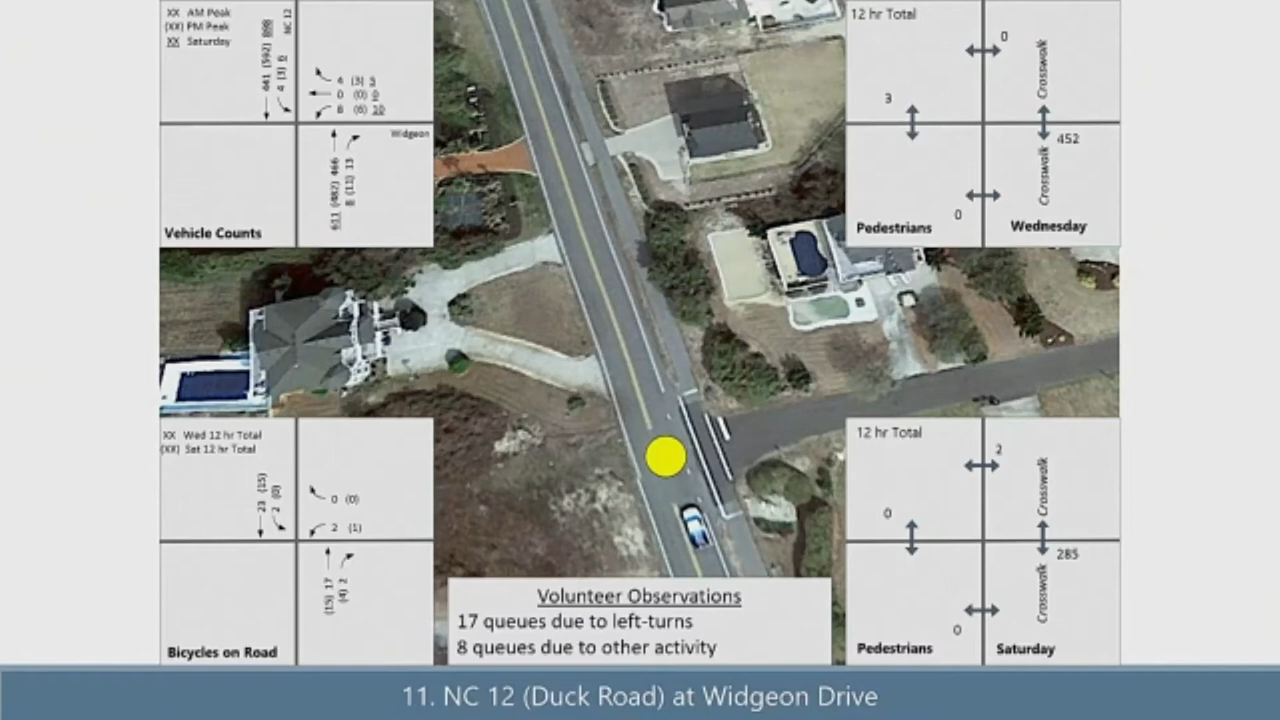 XX AM Peak
(XX) PM Peak
XX Saturday
441 (592) 898
4 (3) 6
NC 12
4 (3) 5
0 (0) 0
8 (6) 10
611 (482) 466
8 (11) 13
Widgeon
Vehicle Counts
12 hr Total
0
3
Crosswalk
452
Crosswalk
0
Pedestrians
Wednesday
XX Wed 12 hr Total
(XX) Sat 12 hr Total
23 (15)
2 (0)
0 (0)
2 (1)
(15) 17
(4) 2
Bicycles on Road
12 hr Total
2
0
Crosswalk
285
Crosswalk
0
Pedestrians
Saturday
Volunteer Observations
17 queues due to left-turns
8 queues due to other activity
11. NC 12 (Duck Road) at Widgeon Drive